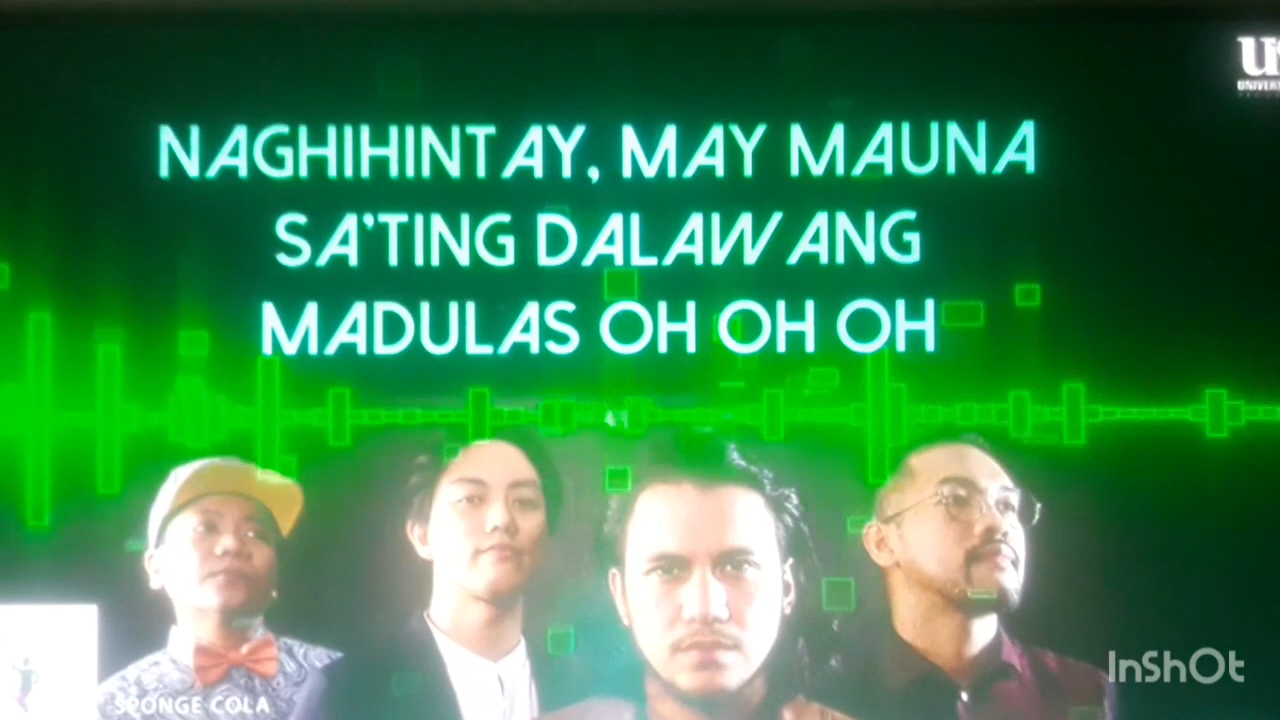 NAGHIHINTAY, MAY MAUNA
SA'TING DALAWANG
MADULAS OH OH OH
SPONGE COLA
InShOt